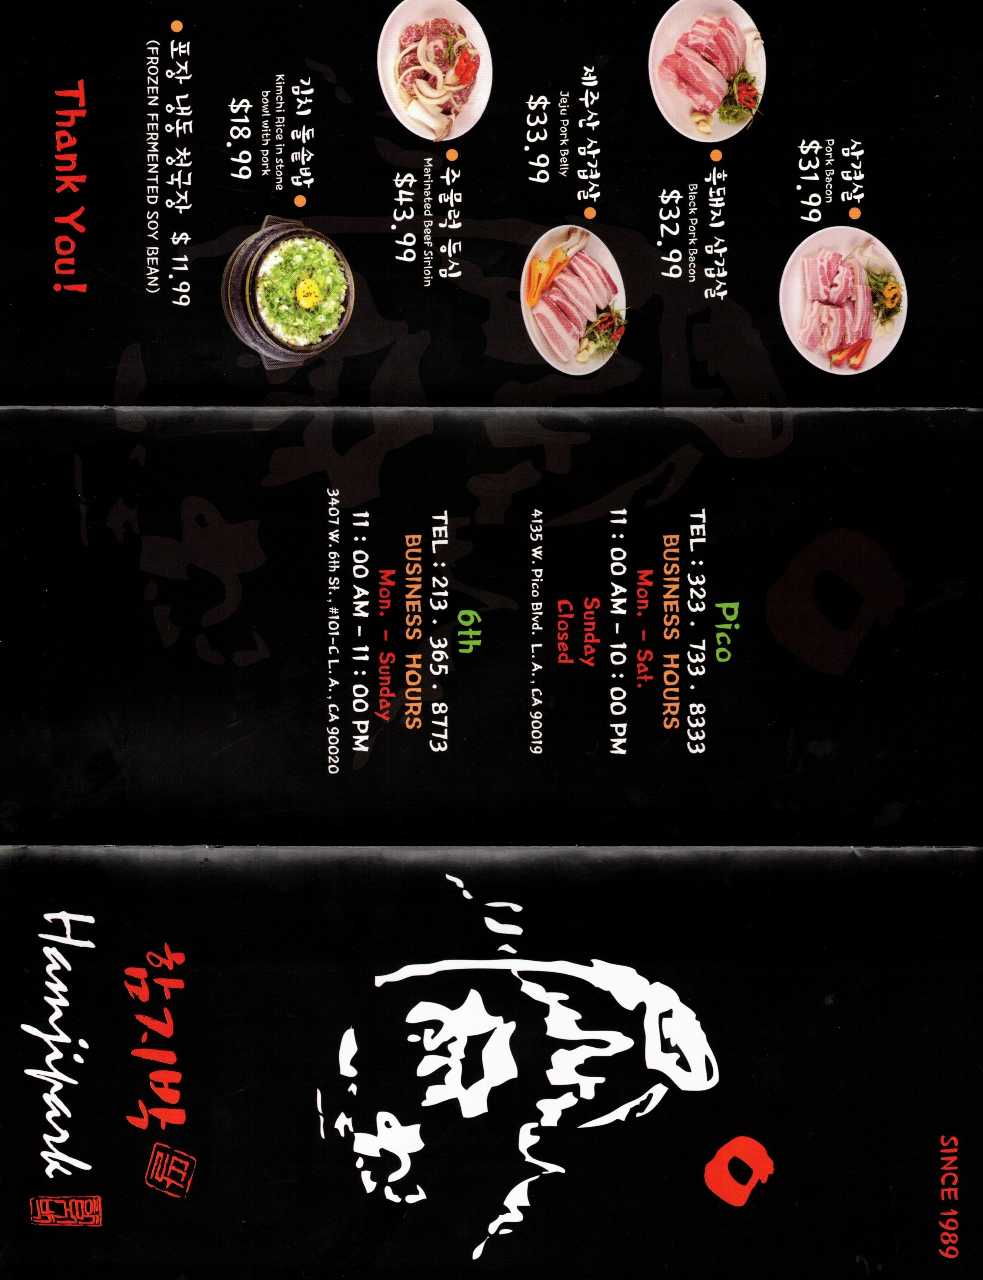 삼겹살
Pork Bacon
$31.99
흑돼지 삼겹살
Black Pork Bacon
$32.99
제주산 삼겹살
Jeju Pork Belly
$33.99
주물럭 등심
Marinated Beef Sirloin
$43.99
김치 돌솥밥
Kimchi Rice in stone
bowl with pork
$18.99
포장 냉동 청국장 $ 11.99
(FROZEN FERMENTED SOY BEAN)
Thank You!
Pico
TEL : 323 . 733 . 8333
BUSINESS HOURS
Mon. - Sat.
11 : 00 AM - 10 : 00 PM
Sunday
Closed
4135 W. Pico Blvd. L. A., CA 90019
6th
TEL : 213 . 365 . 8773
BUSINESS HOURS
Mon. - Sunday
11 : 00 AM - 11 : 00 PM
3407 W. 6th St., #101-C L. A., CA 90020
SINCE 1989
함지박
Hamjipark